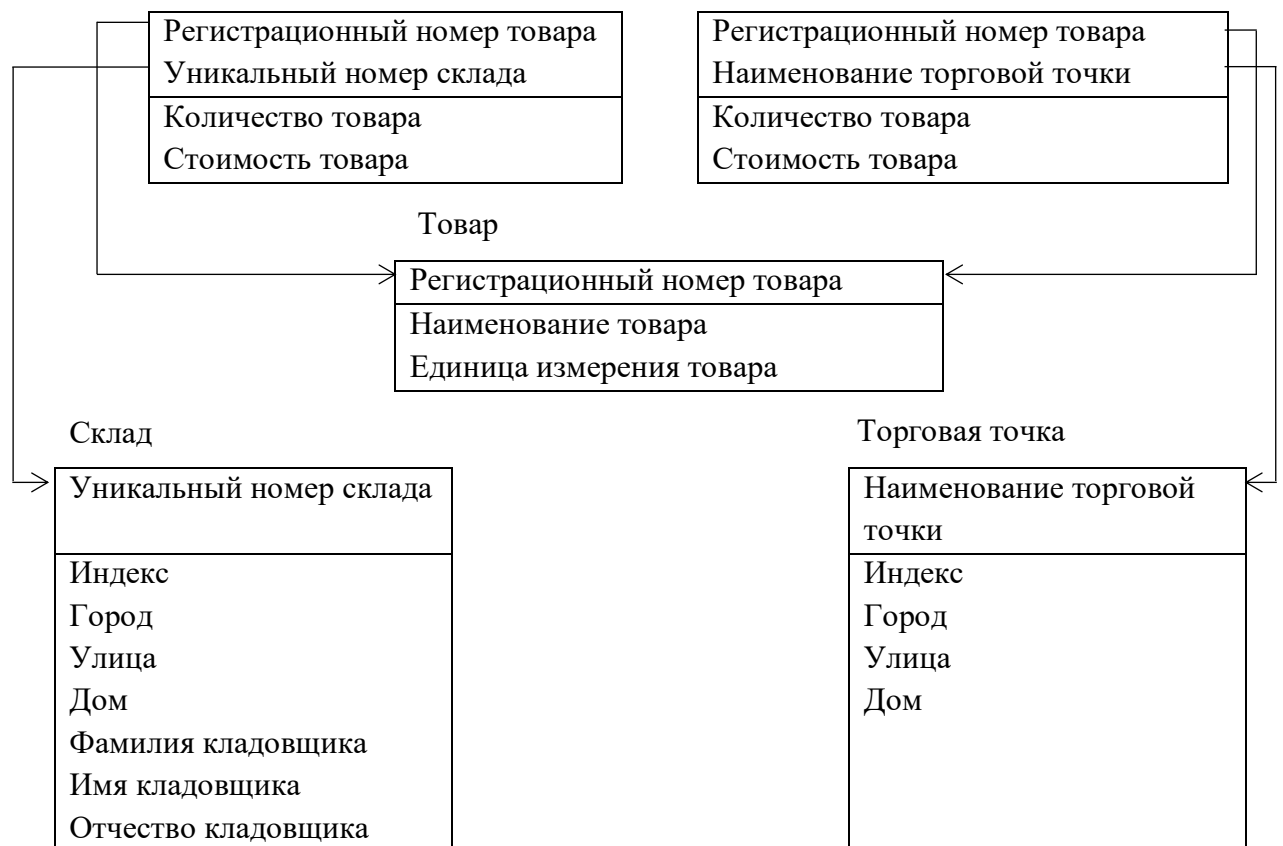 Регистрационный номер товара
Уникальный номер склада
Количество товара
Стоимость товара
Регистрационный номер товара
Наименование торговой точки
Количество товара
Стоимость товара
Товар
Регистрационный номер товара
Наименование товара
Единица измерения товара
Склад
Уникальный номер склада
Индекс
Город
Улица
Дом
Фамилия кладовщика
Имя кладовщика
Отчество кладовщика
Торговая точка
Наименование торговой
точки
Индекс
Город
Улица
Дом